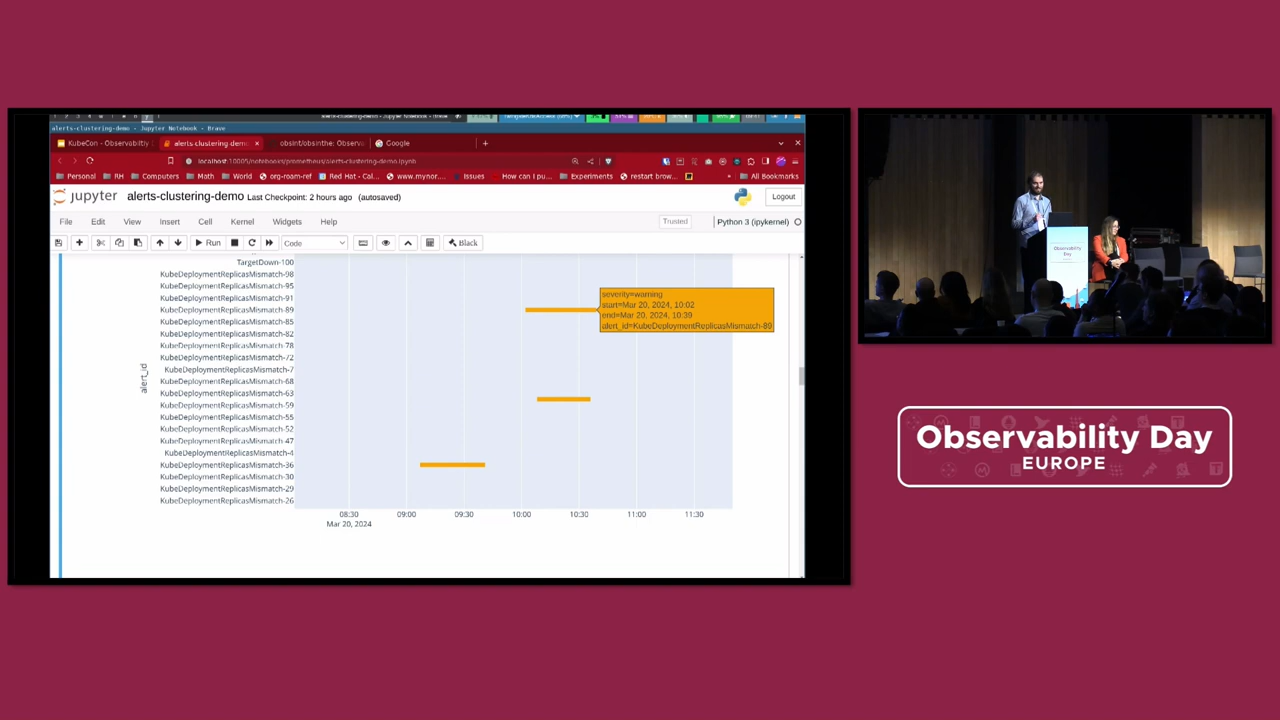 alerts-clustering-demo - Jupyter Notebook - Brave
KubeCon - Observabiltiy
alerts-clustering-demo
obsint/obsinthe: Observa
Google
localhost:10005/notebooks/prometheus/alerts-clustering-demo.ipynb
Personal RH Computers Math World org-roam-ref Red Hat - Cal... www.mynor... Issues How can I pu... Experiments restart brow... All Bookmarks
jupyter alerts-clustering-demo Last Checkpoint: 2 hours ago (autosaved) Logout
File Edit View Insert Cell Kernel Widgets Help Trusted Python 3 (ipykernel)
Run Code Black
TargetDown-100
KubeDeploymentReplicasMismatch-98
KubeDeploymentReplicasMismatch-95
KubeDeploymentReplicasMismatch-91
KubeDeploymentReplicasMismatch-89
KubeDeploymentReplicasMismatch-85
KubeDeploymentReplicasMismatch-82
KubeDeploymentReplicasMismatch-78
KubeDeploymentReplicasMismatch-72
KubeDeploymentReplicasMismatch-7
KubeDeploymentReplicasMismatch-68
KubeDeploymentReplicasMismatch-63
KubeDeploymentReplicasMismatch-59
KubeDeploymentReplicasMismatch-55
KubeDeploymentReplicasMismatch-52
KubeDeploymentReplicasMismatch-47
KubeDeploymentReplicasMismatch-4
KubeDeploymentReplicasMismatch-36
KubeDeploymentReplicasMismatch-30
KubeDeploymentReplicasMismatch-29
KubeDeploymentReplicasMismatch-26
alert_id
severity=warning
start=Mar 20, 2024, 10:02
end=Mar 20, 2024, 10:39
alert_id=KubeDeploymentReplicasMismatch-89
08:30 09:00 09:30 10:00 10:30 11:00 11:30
Mar 20, 2024
Observability
Day
Observability Day
EUROPE